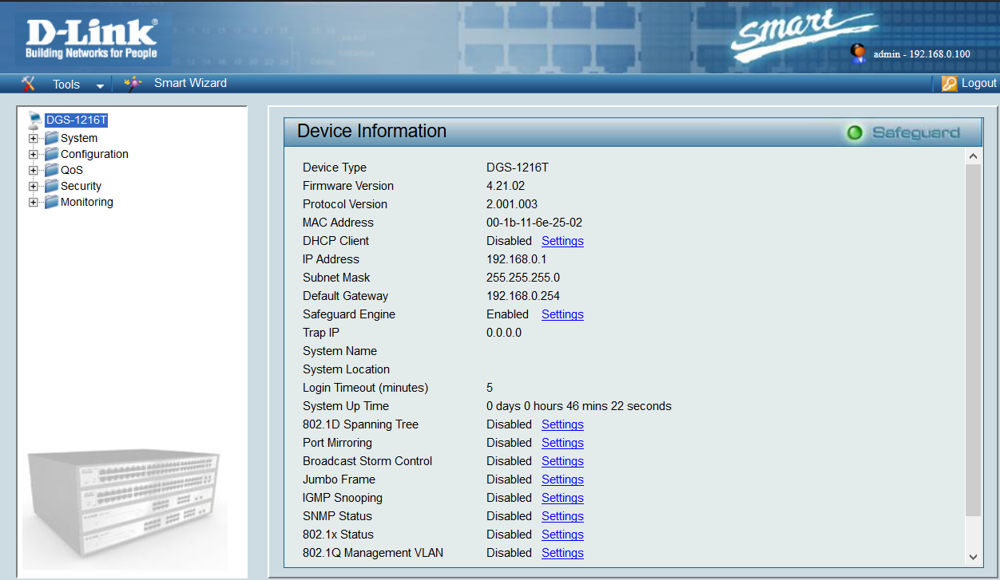 D-Link®
Building Networks for People
smart
admin - 192.168.0.100
Tools
Smart Wizard
Logout
DGS-1216T
System
Configuration
QoS
Security
Monitoring
Device Information
Safeguard
Device Type DGS-1216T
Firmware Version 4.21.02
Protocol Version 2.001.003
MAC Address 00-1b-11-6e-25-02
DHCP Client Disabled Settings
IP Address 192.168.0.1
Subnet Mask 255.255.255.0
Default Gateway 192.168.0.254
Safeguard Engine Enabled Settings
Trap IP 0.0.0.0
System Name
System Location
Login Timeout (minutes) 5
System Up Time 0 days 0 hours 46 mins 22 seconds
802.1D Spanning Tree Disabled Settings
Port Mirroring Disabled Settings
Broadcast Storm Control Disabled Settings
Jumbo Frame Disabled Settings
IGMP Snooping Disabled Settings
SNMP Status Disabled Settings
802.1x Status Disabled Settings
802.1Q Management VLAN Disabled Settings